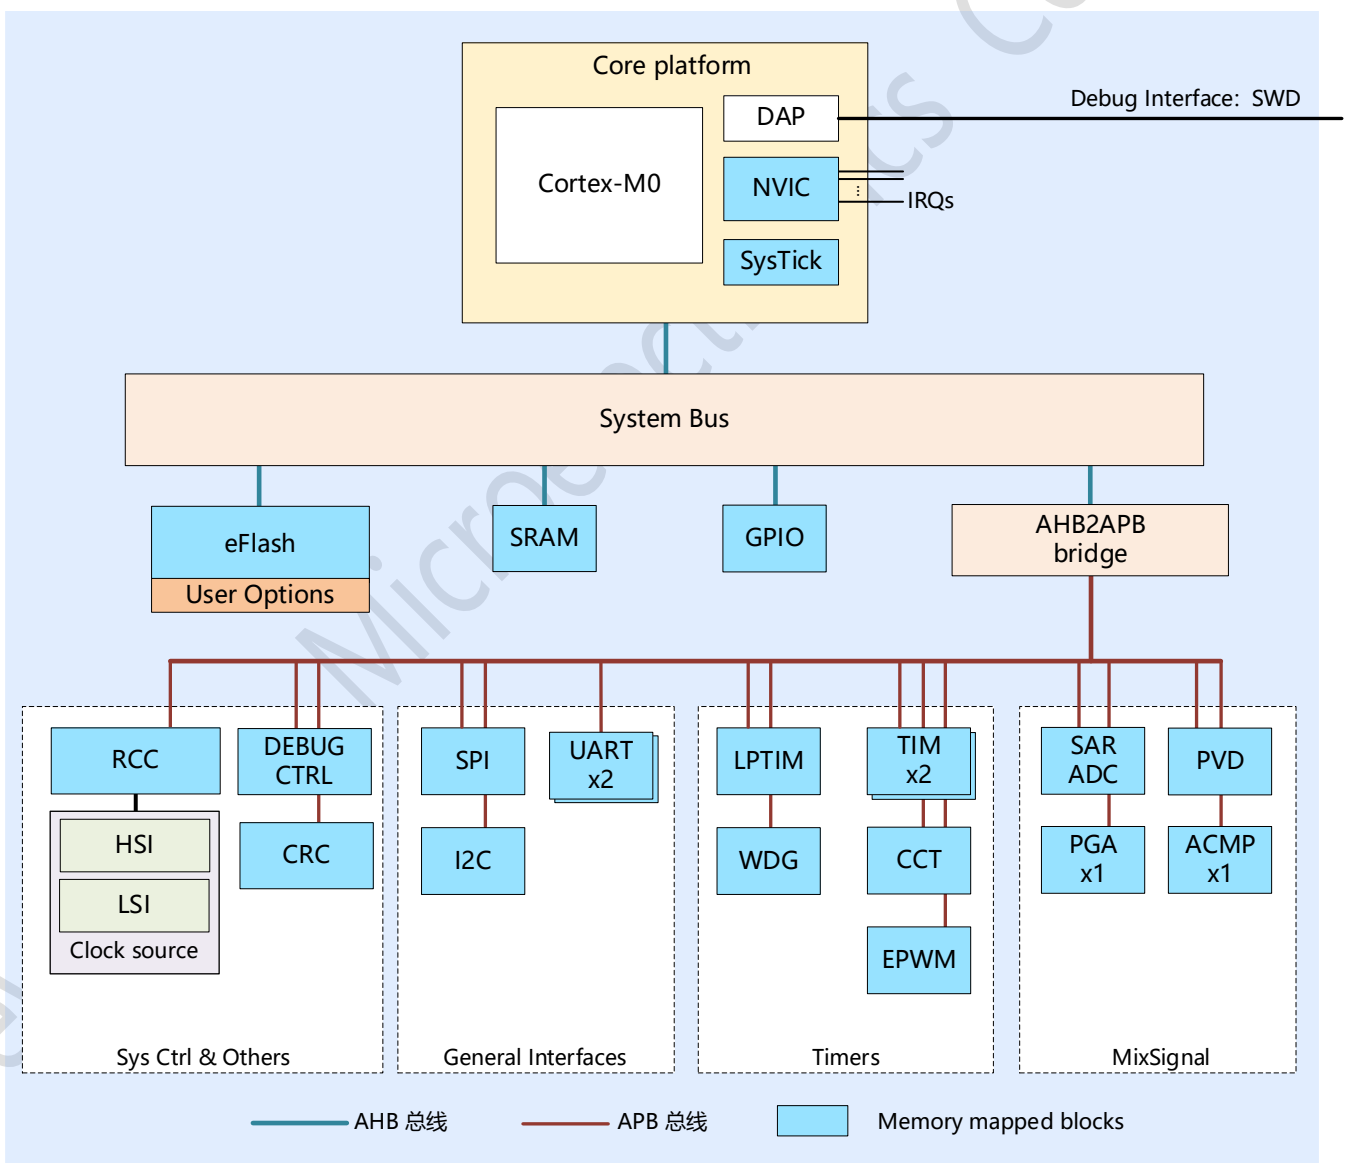 Core platform
Debug Interface: SWD
DAP
Cortex-M0
NVIC
...
IRQs
SysTick
System Bus
eFlash
User Options
SRAM
GPIO
AHB2APB
bridge
RCC
HSI
LSI
Clock source
DEBUG
CTRL
CRC
Sys Ctrl & Others
SPI
UART
x2
I2C
General Interfaces
LPTIM
TIM
x2
WDG
CCT
EPWM
Timers
SAR
ADC
PVD
PGA
x1
ACMP
x1
MixSignal
AHB 总线
APB 总线
Memory mapped blocks